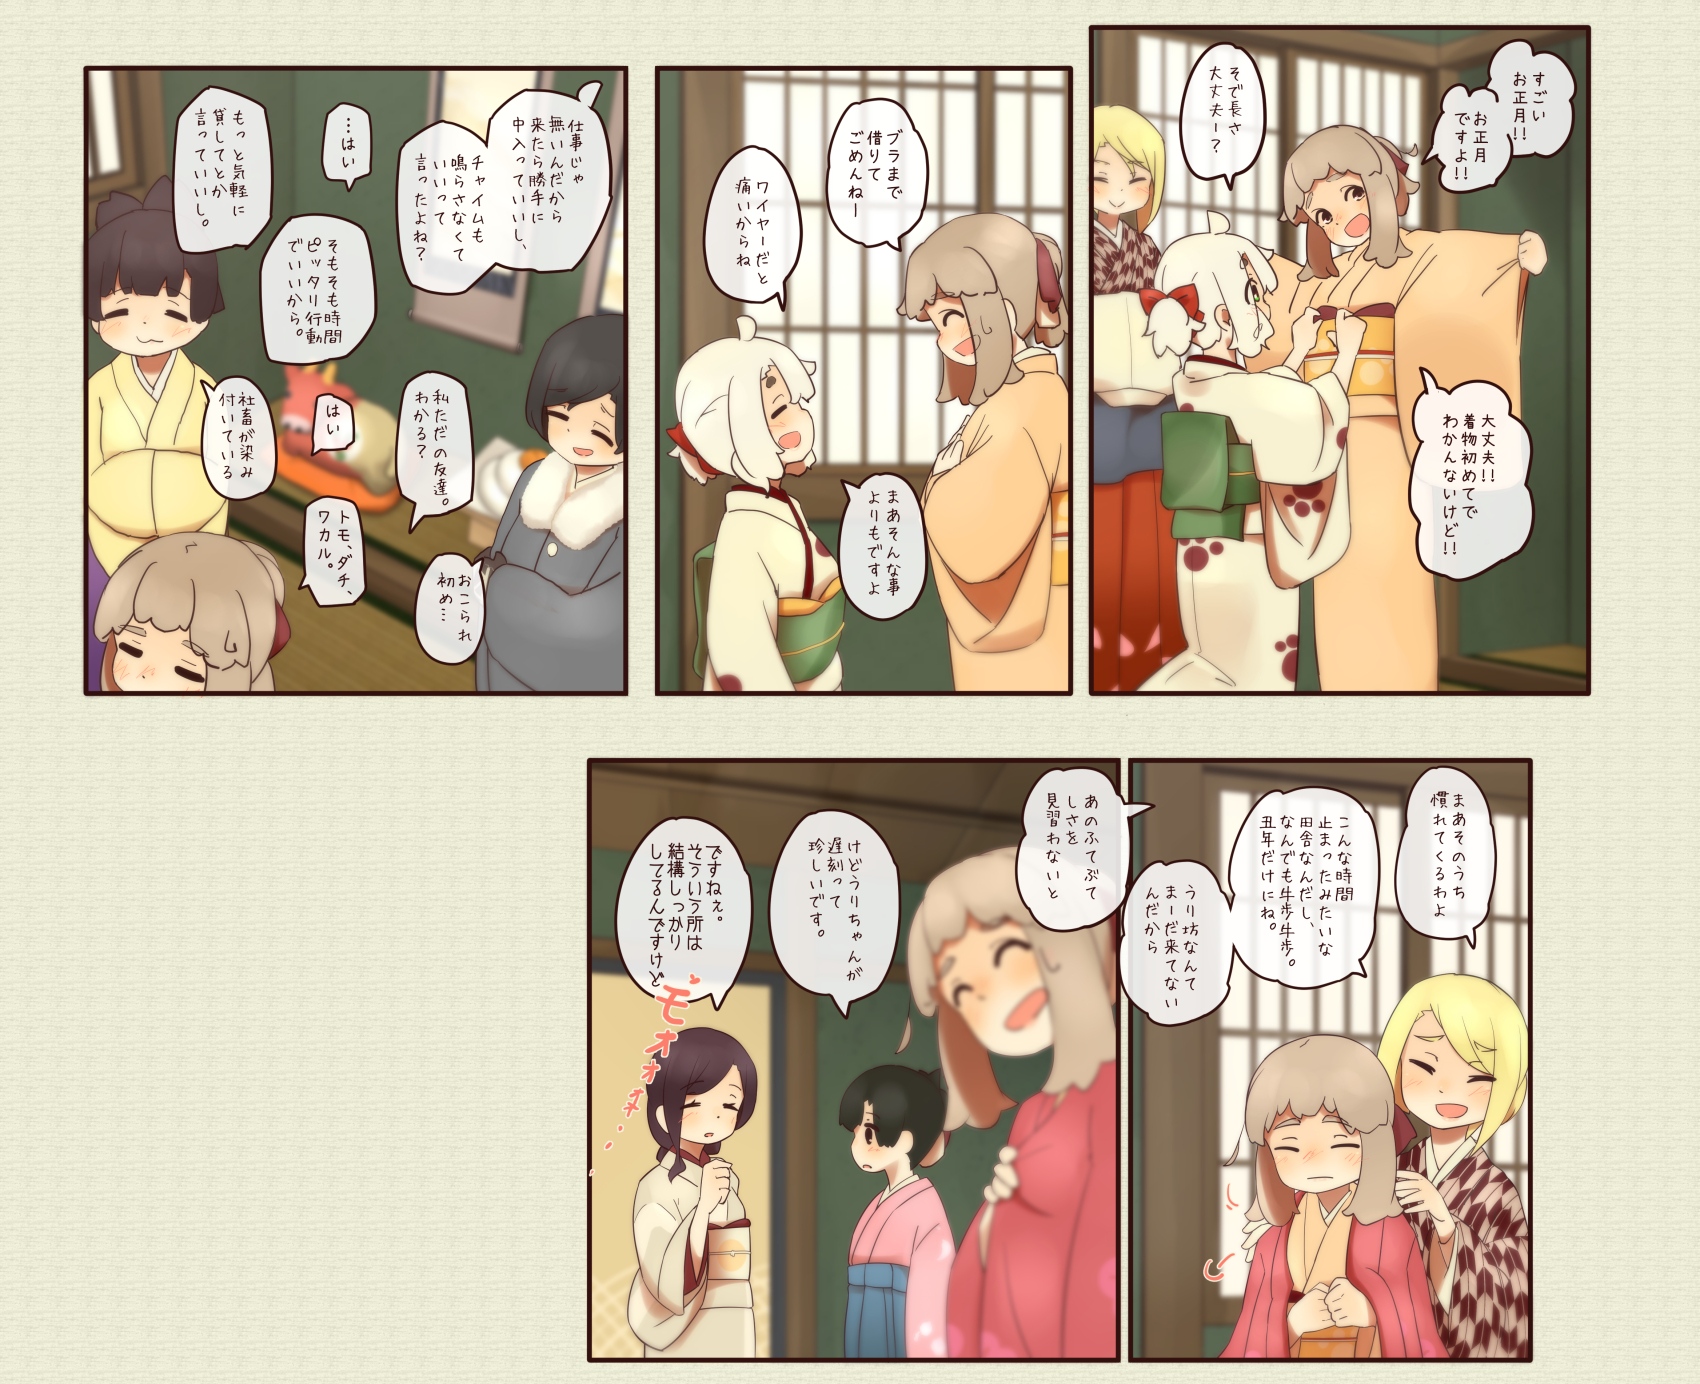 すごい
お正月!!
お正月
ですよ!!
そで長さ
大丈夫ー?
大丈夫!!
着物初めてで
わかんないけど!!
ブラまで
借りて
ごめんねー
ワイヤーだと
痛いからね
まあそんな事
よりもですよ
仕事じゃ
無いんだから
来たら勝手に
中入っていいし、
チャイムも
鳴らさなくて
いいって
言ったよね?
…はい
もっと気軽に
貸してとか
言っていいし。
そもそも時間
ピッタリ行動
でいいから。
はい
社畜が染み
付いている
私だの友達。
わかる?
トモ、ダチ、
ワカル。
おこられ
初め…
まあそのうち
慣れてくるわよ
こんな時間
止まったみたいな
田舎なんだし、
なんでも牛歩牛歩。
丑年だけにね。
うり坊なんて
まーだ来てない
んだから
あのふてぶて
しさを
見習わないと
けどうりちゃんが
遅刻って
珍しいです。
ですねぇ。
そういう所は
結構しっかり
してるんですけど
モォォォ…